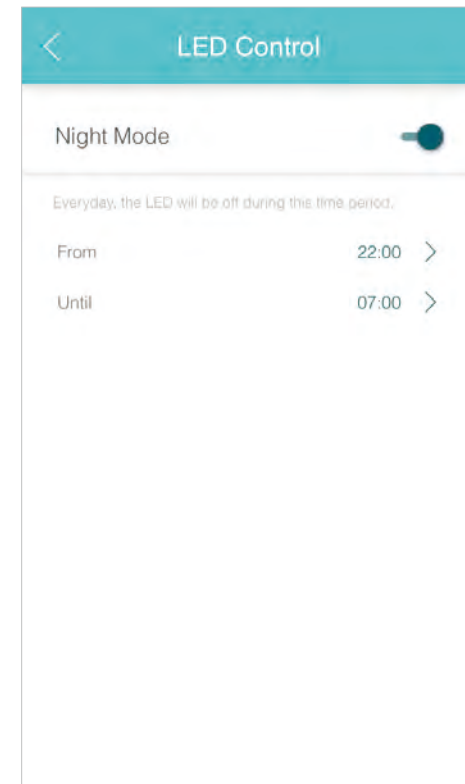 LED Control
Night Mode
Everyday, the LED will be off during this time period.
From 22:00
Until 07:00